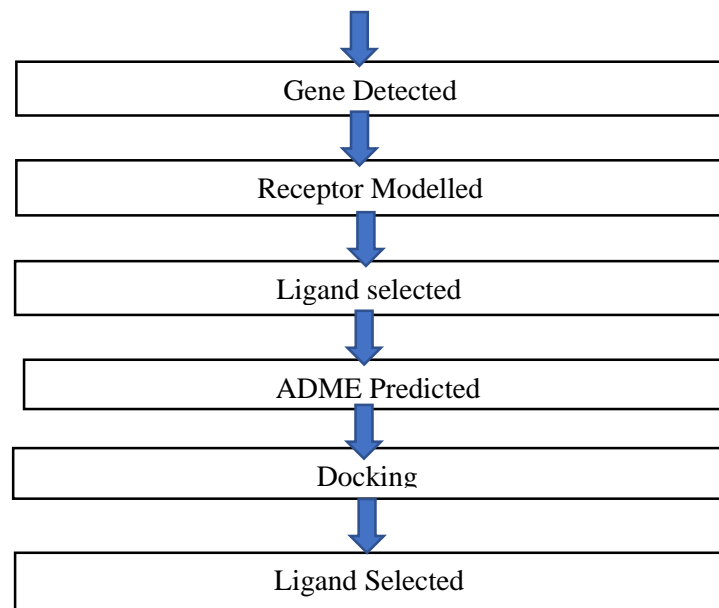 Gene Detected
Receptor Modelled
Ligand selected
ADME Predicted
Docking
Ligand Selected